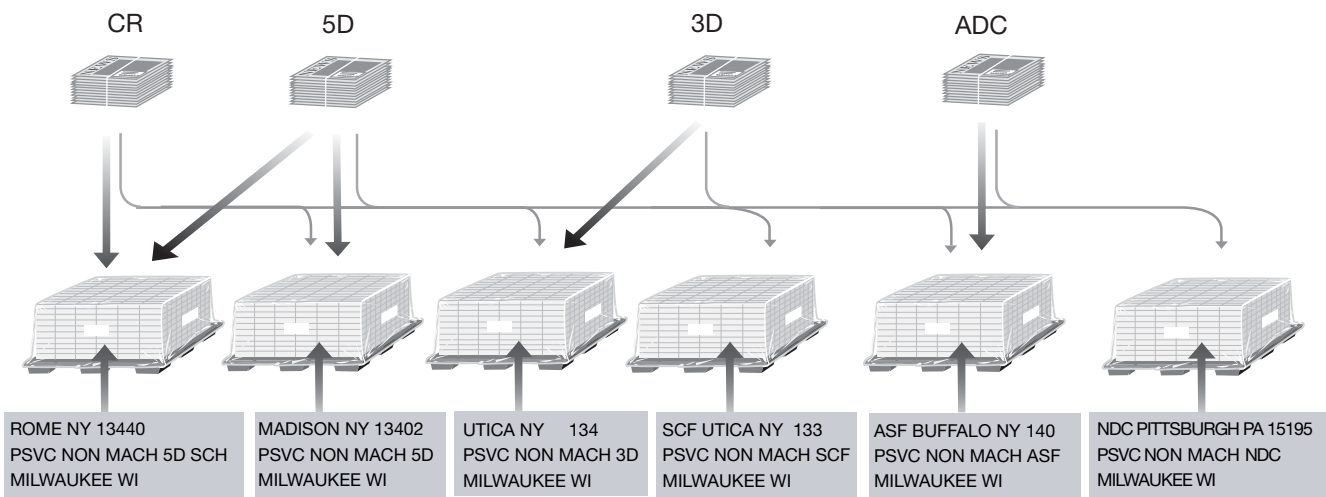 CR
5D
3D
ADC
ROME NY 13440
PSVC NON MACH 5D SCH
MILWAUKEE WI
MADISON NY 13402
PSVC NON MACH 5D
MILWAUKEE WI
UTICA NY 134
PSVC NON MACH 3D
MILWAUKEE WI
SCF UTICA NY 133
PSVC NON MACH SCF
MILWAUKEE WI
ASF BUFFALO NY 140
PSVC NON MACH ASF
MILWAUKEE WI
NDC PITTSBURGH PA 15195
PSVC NON MACH NDC
MILWAUKEE WI